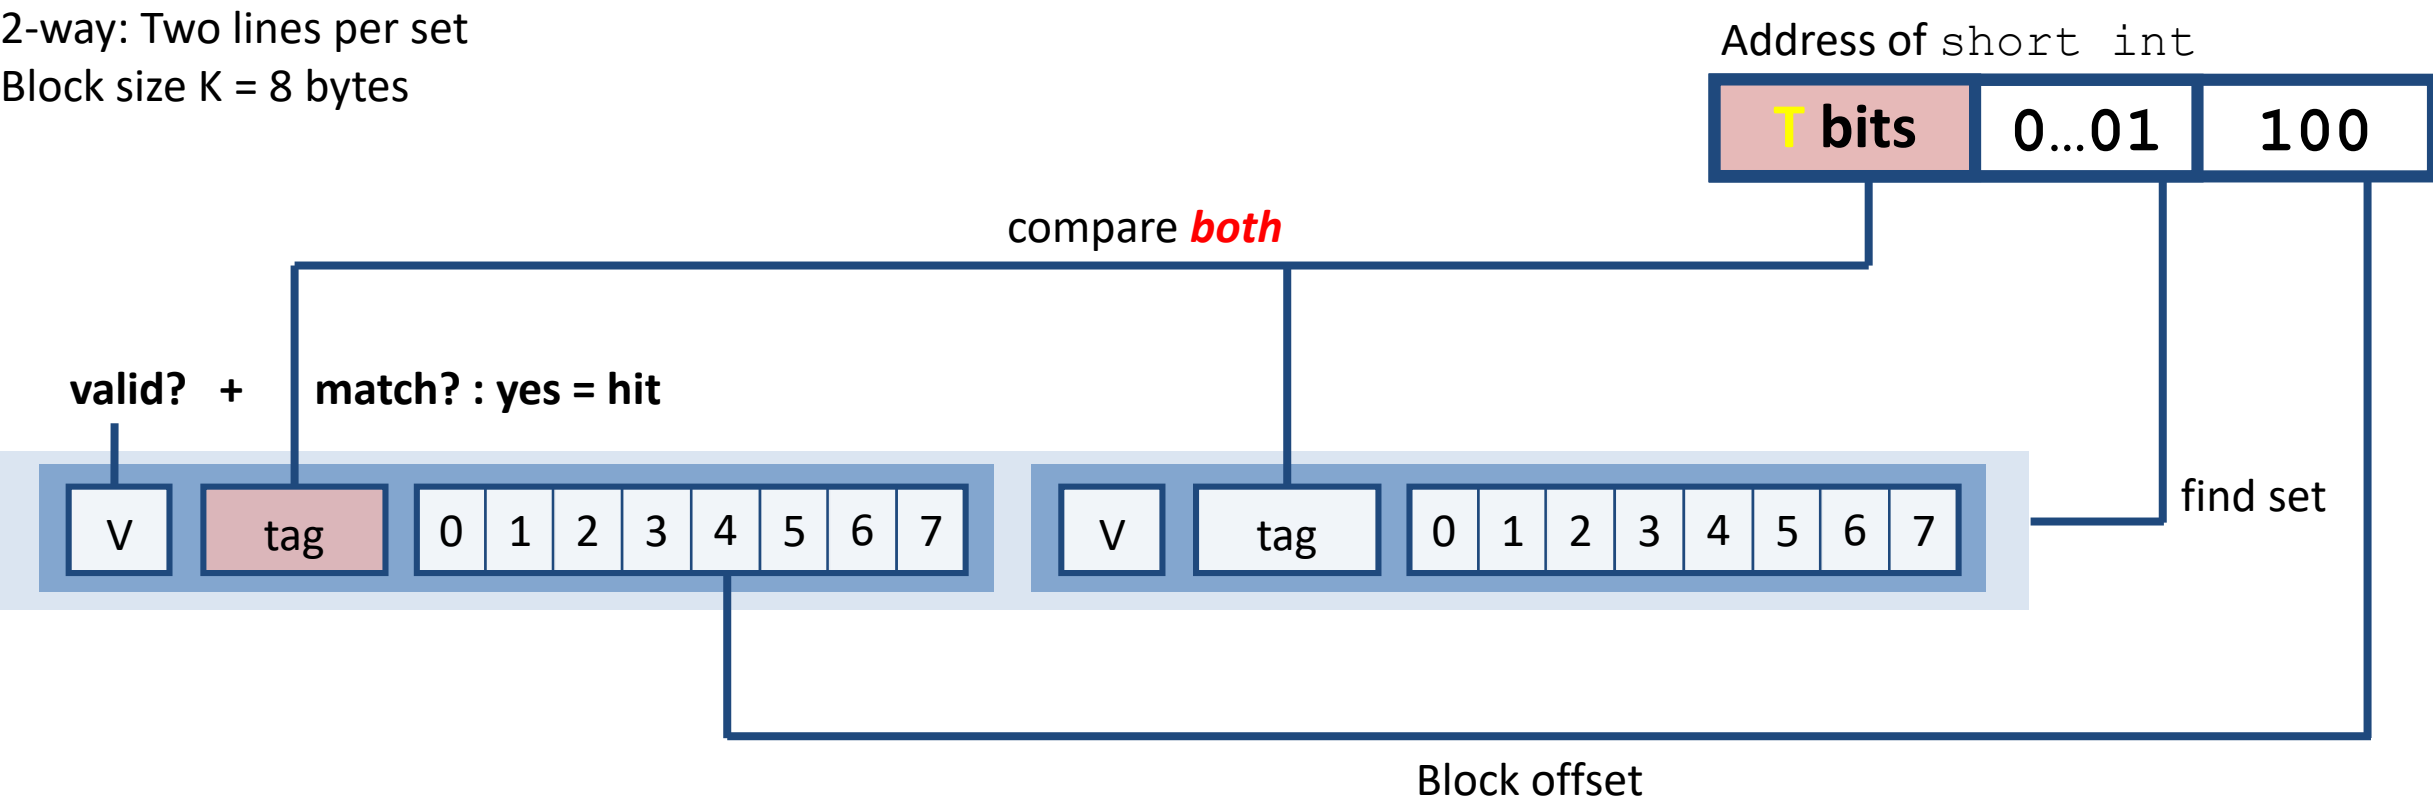 2-way: Two lines per set
Block size K = 8 bytes
Address of short int
T bits 0...01 100
compare both
valid? + match? : yes = hit
V tag 0 1 2 3 4 5 6 7 V tag 0 1 2 3 4 5 6 7
find set
Block offset